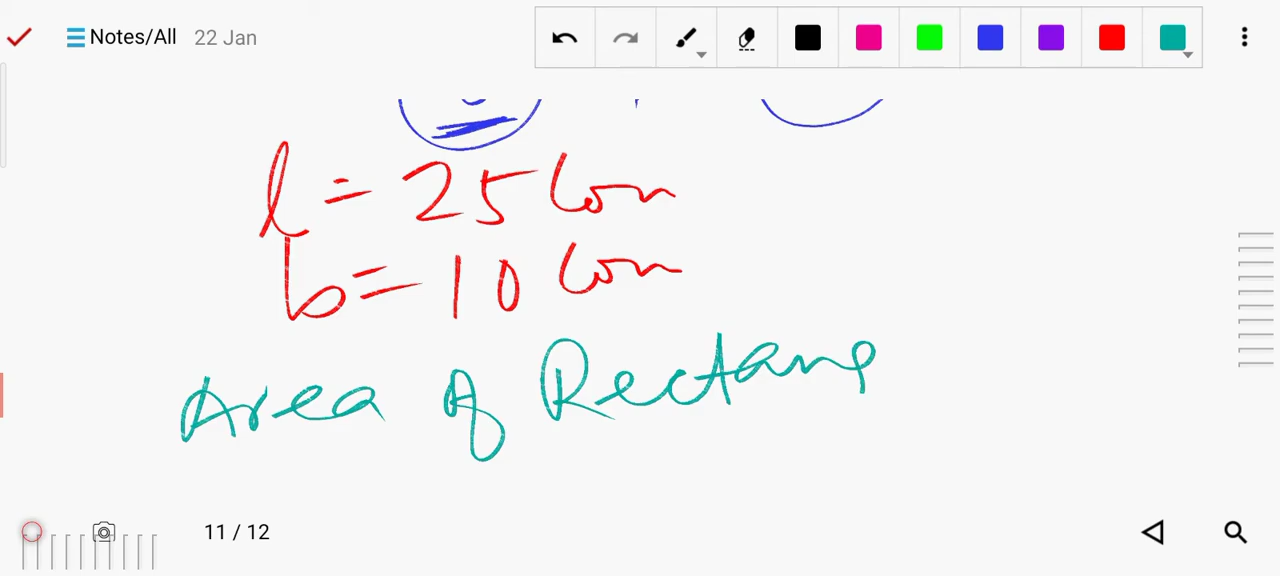 Notes/All 22 Jan
l = 25 cm
b = 10 cm
Area of Rectang
11 / 12